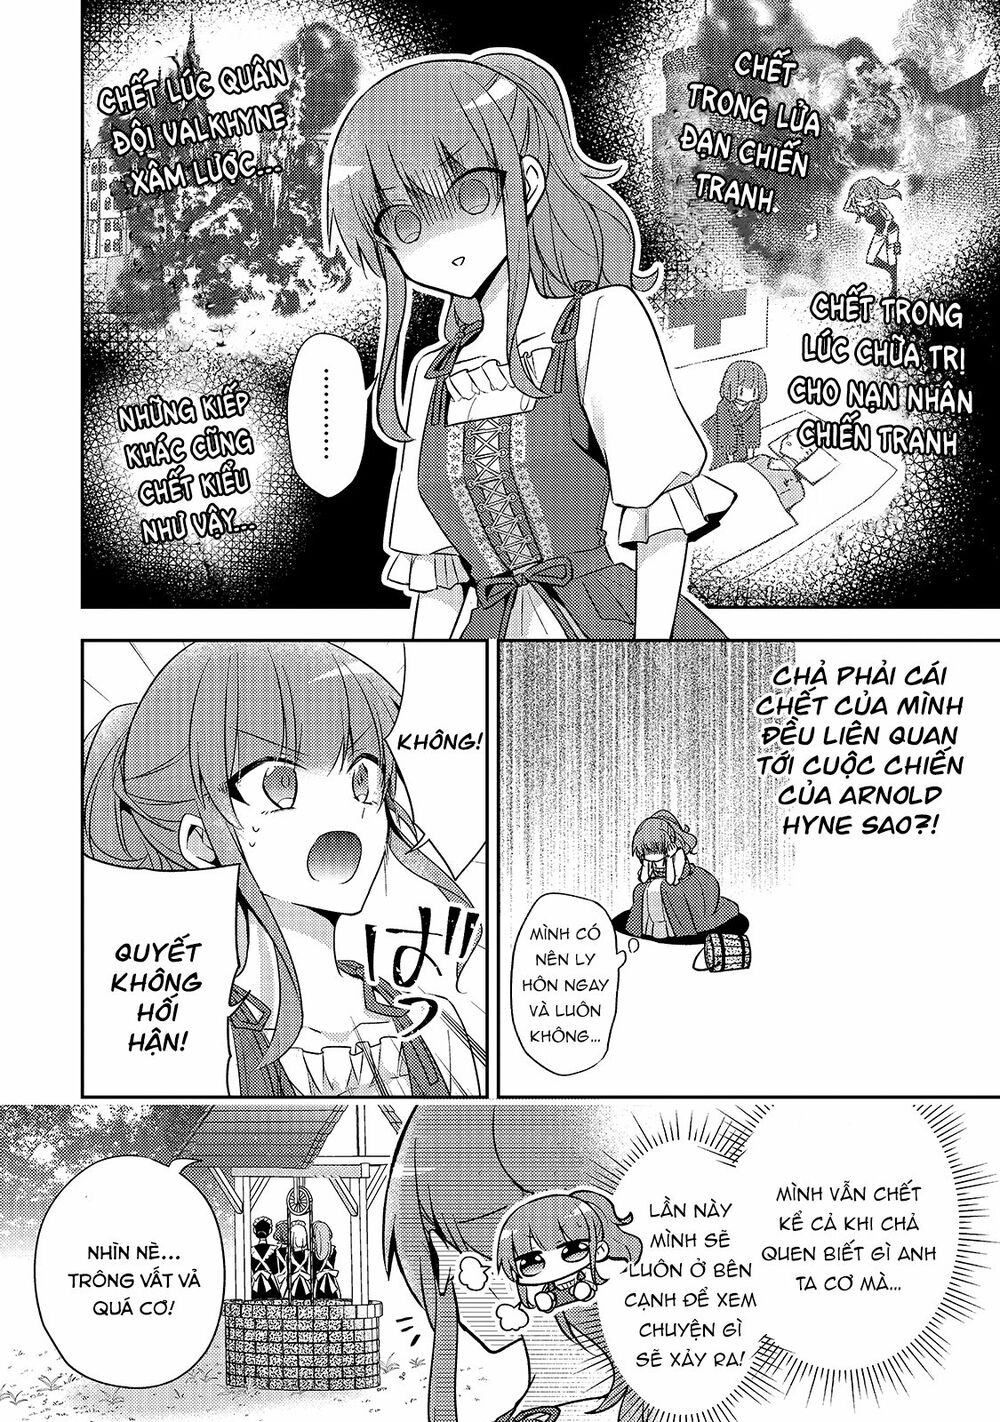 CHẾT
TRONG LỬA
ĐẠN CHIẾN
TRANH.
CHẾT TRONG
LÚC CHỮA TRỊ
CHO NẠN NHÂN
CHIẾN TRANH
CHẾT LÚC QUÂN
ĐỘI VALKHYNE
XÂM LƯỢC...
.........
NHỮNG KIẾP
KHÁC CŨNG
CHẾT KIỂU
NHƯ VẬY...
CHẢ PHẢI CÁI
CHẾT CỦA MÌNH
ĐỀU LIÊN QUAN
TỚI CUỘC CHIẾN
CỦA ARNOLD
HYNE SAO?!
MÌNH CÓ
NÊN LY
HÔN NGAY
VÀ LUÔN
KHÔNG...
KHÔNG!
ばっ
QUYẾT
KHÔNG
HỐI
HẬN!
MÌNH VẪN CHẾT
KỂ CẢ KHI CHẢ
QUEN BIẾT GÌ ANH
TA CƠ MÀ...
LẦN NÀY
MÌNH SẼ
LUÔN Ở BÊN
CẠNH ĐỂ XEM
CHUYỆN GÌ
SẼ XẢY RA!
NHÌN NÈ...
TRÔNG VẤT VẢ
QUÁ CƠ!